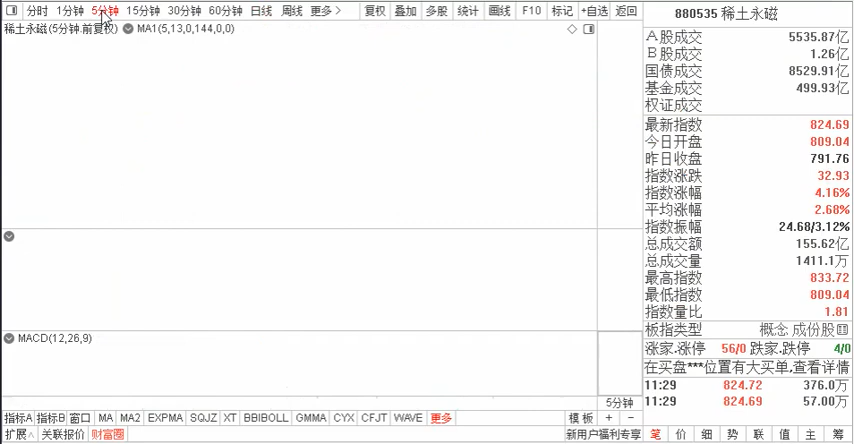 分时 1分钟 5分钟 15分钟 30分钟 60分钟 日线 周线 更多> 复权 叠加 多股 统计 画线 F10 标记 +自选 返回
稀土永磁(5分钟.前复权) MA1(5,13,0,144,0,0)
MACD(12,26,9)
5分钟
指标A 指标B 窗口 MA MA2 EXPMA SQJZ XT BBIBOLL GMMA CYX CFJT WAVE 更多 模板 + -
扩展∧ 关联报价 财富圈 新用户福利专享
880535 稀土永磁
A股成交 5535.87亿
B股成交 1.26亿
国债成交 8529.91亿
基金成交 499.93亿
权证成交
最新指数 824.69
今日开盘 809.04
昨日收盘 791.76
指数涨跌 32.93
指数涨幅 4.16%
平均涨幅 2.68%
指数振幅 24.68/3.12%
总成交额 155.62亿
总成交量 1411.1万
最高指数 833.72
最低指数 809.04
指数量比 1.81
板指类型 概念 成份股
涨家.涨停 56/0 跌家.跌停 4/0
在买盘***位置有大买单,查看详情
11:29 824.72 376.0万
11:29 824.69 57.00万
笔 价 细 势 联 值 主 筹